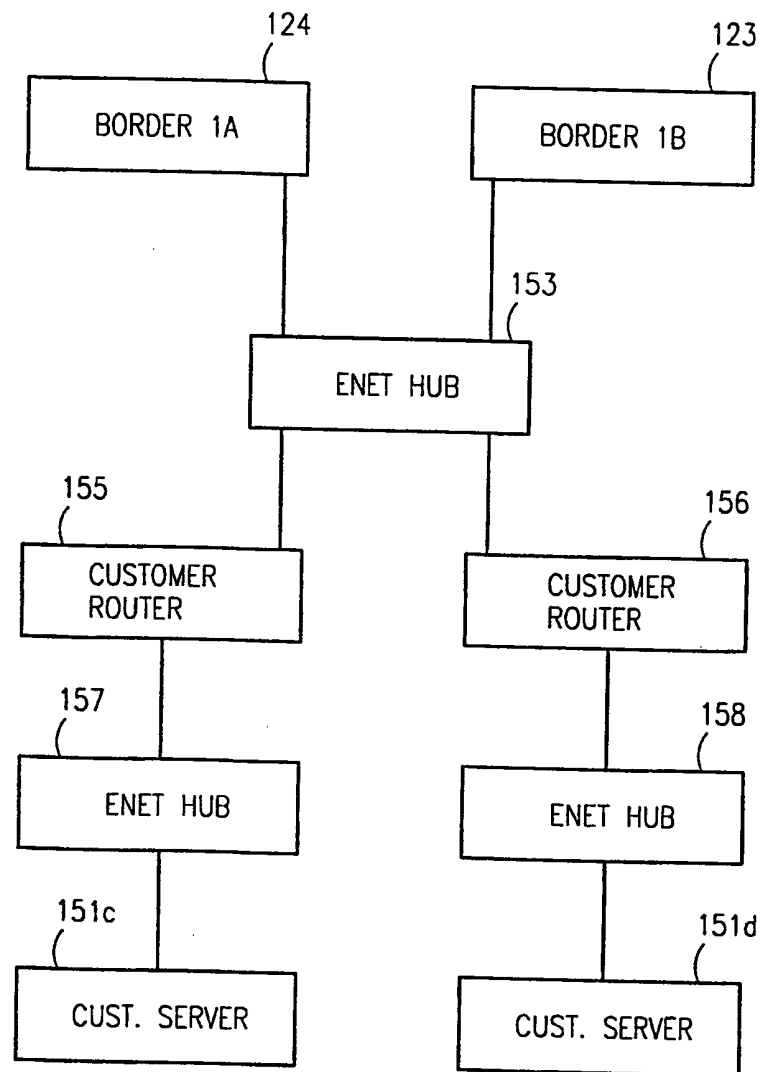 124
123
BORDER 1A
BORDER 1B
153
ENET HUB
155
156
CUSTOMER
ROUTER
CUSTOMER
ROUTER
157
158
ENET HUB
ENET HUB
151c
151d
CUST. SERVER
CUST. SERVER